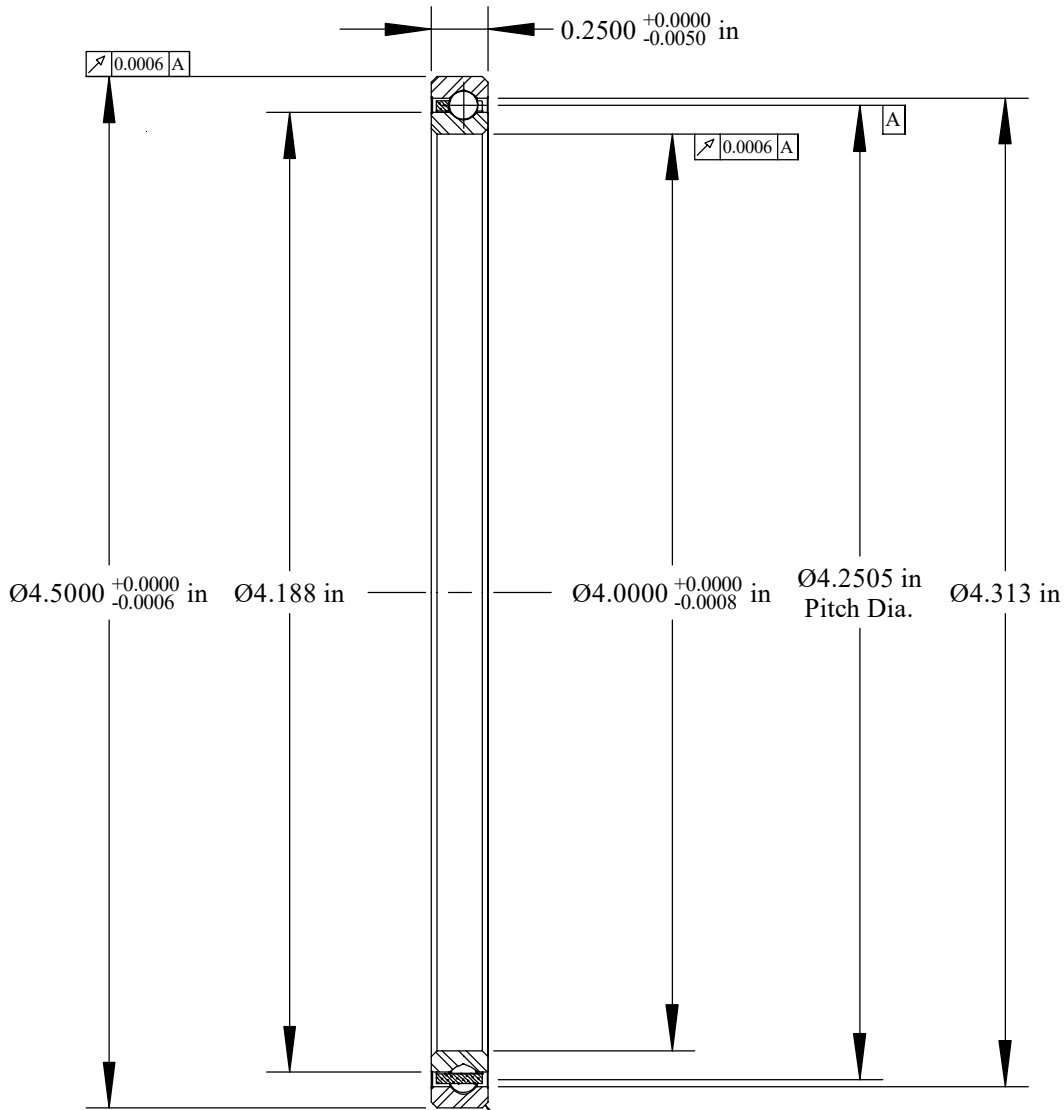 0.2500 +0.0000 -0.0050 in
↗ 0.0006 A
A
↗ 0.0006 A
Ø4.5000 +0.0000 -0.0006 in
Ø4.188 in
Ø4.0000 +0.0000 -0.0008 in
Ø4.2505 in
Pitch Dia.
Ø4.313 in